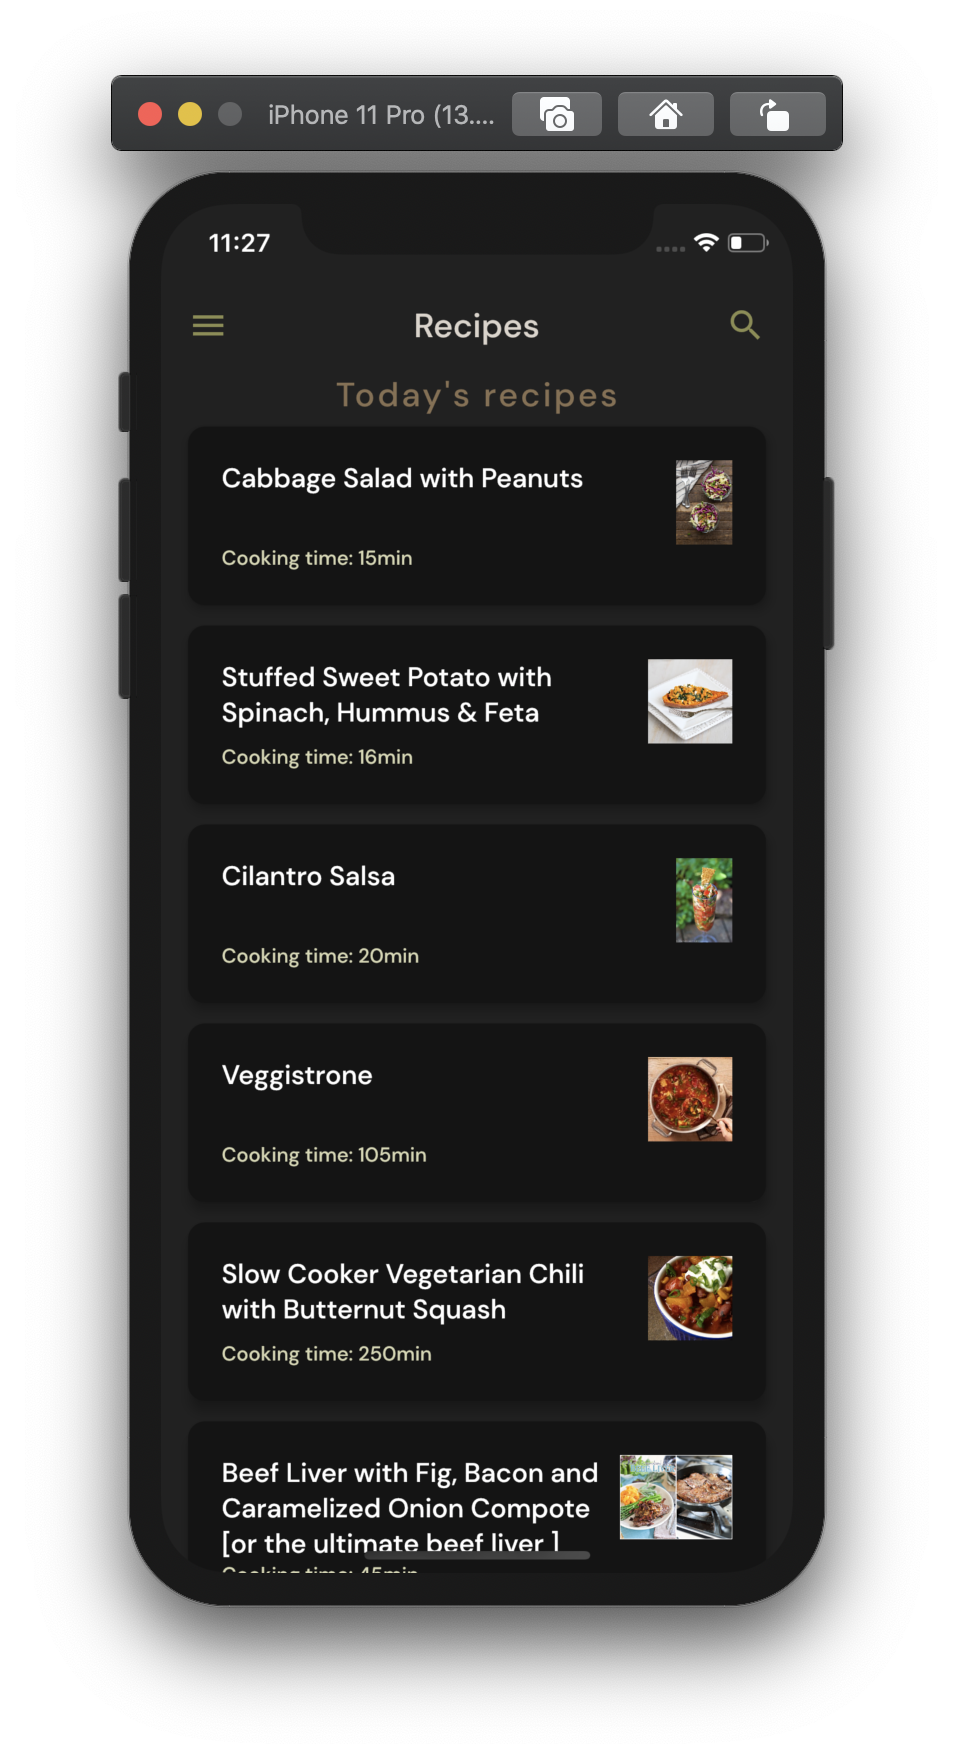 iPhone 11 Pro (13....
11:27
Recipes
Today's recipes
Cabbage Salad with Peanuts
Cooking time: 15min
Stuffed Sweet Potato with
Spinach, Hummus & Feta
Cooking time: 16min
Cilantro Salsa
Cooking time: 20min
Veggistrone
Cooking time: 105min
Slow Cooker Vegetarian Chili
with Butternut Squash
Cooking time: 250min
Beef Liver with Fig, Bacon and
Caramelized Onion Compote
[or the ultimate beef liver ]
Cooking time: 45min